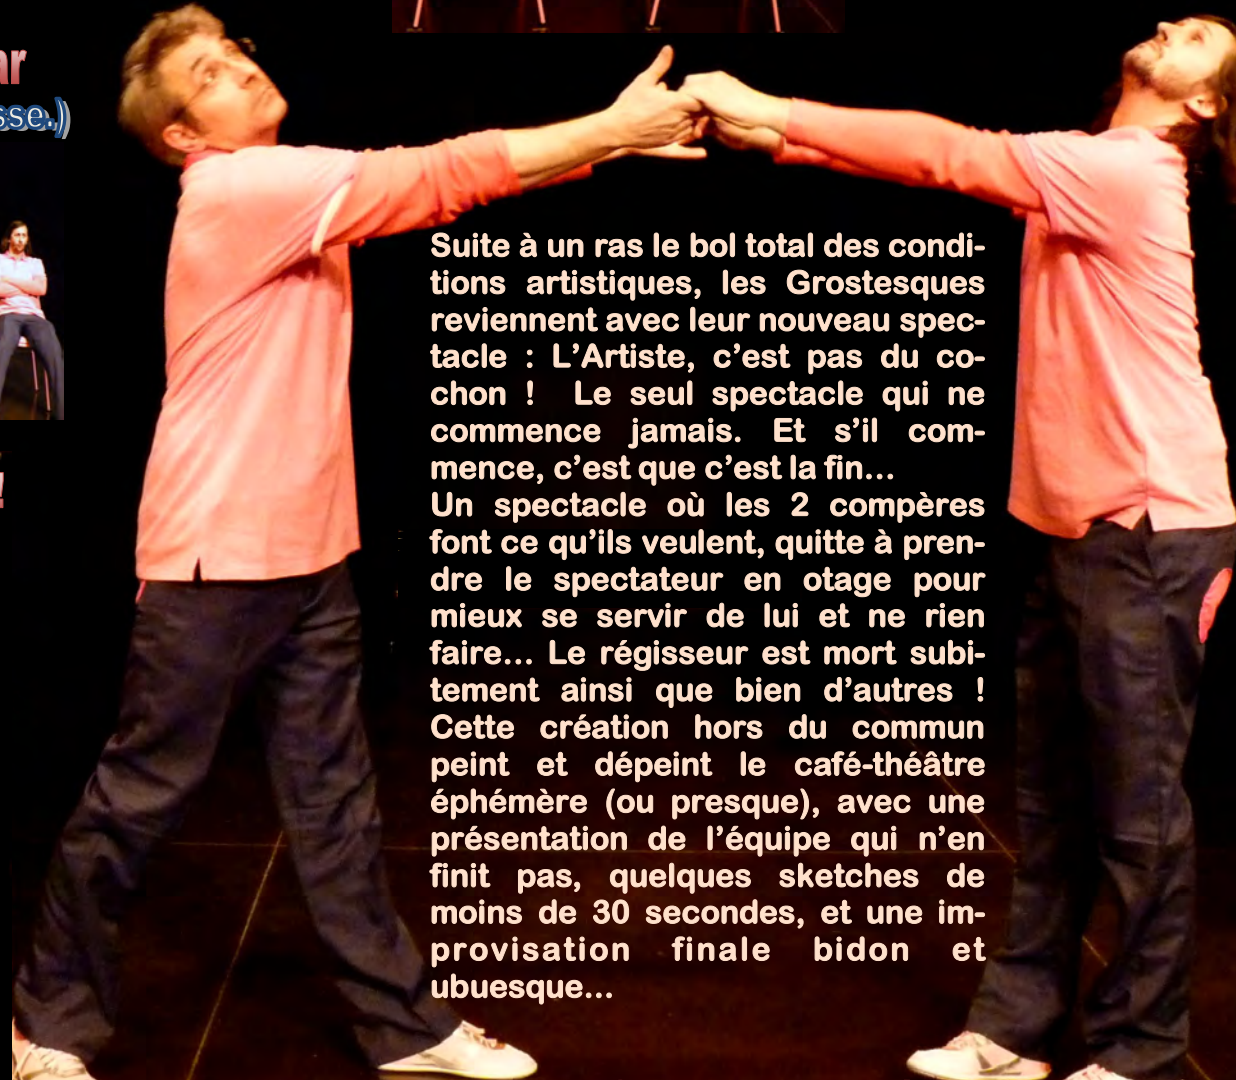 ar
sse.)
!
Suite à un ras le bol total des condi-
tions artistiques, les Grostesques
reviennent avec leur nouveau spec-
tacle : L’Artiste, c’est pas du co-
chon ! Le seul spectacle qui ne
commence jamais. Et s’il com-
mence, c’est que c’est la fin…
Un spectacle où les 2 compères
font ce qu’ils veulent, quitte à pren-
dre le spectateur en otage pour
mieux se servir de lui et ne rien
faire… Le régisseur est mort subi-
tement ainsi que bien d’autres !
Cette création hors du commun
peint et dépeint le café-théâtre
éphémère (ou presque), avec une
présentation de l’équipe qui n’en
finit pas, quelques sketches de
moins de 30 secondes, et une im-
provisation finale bidon et
ubuesque…